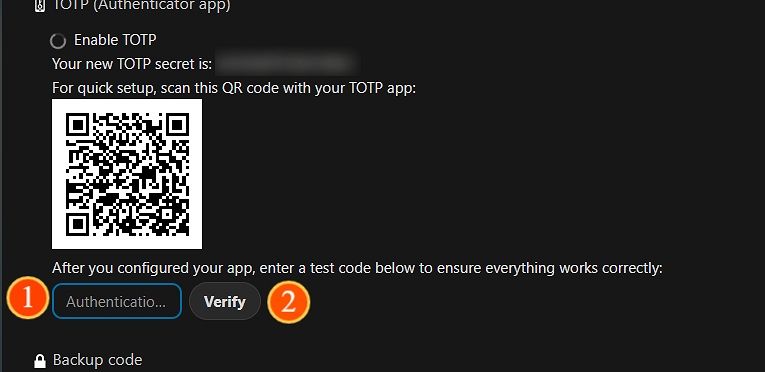 TOTP (Authenticator app)
Enable TOTP
Your new TOTP secret is:
For quick setup, scan this QR code with your TOTP app:
After you configured your app, enter a test code below to ensure everything works correctly:
1 Authenticatio... Verify 2
Backup code